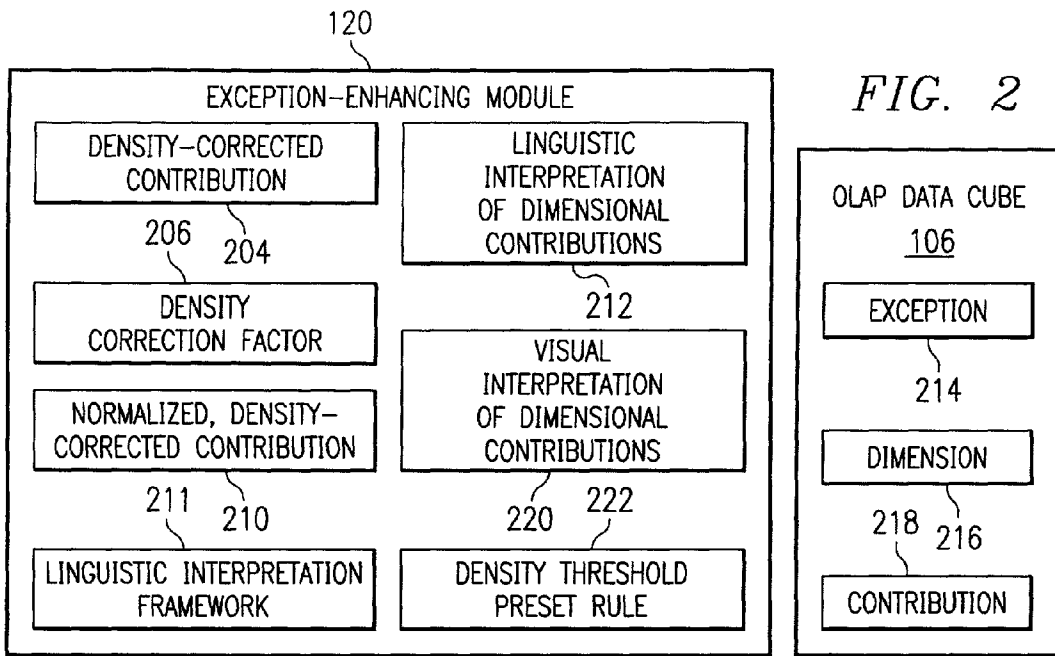 120
EXCEPTION-ENHANCING MODULE
DENSITY-CORRECTED
CONTRIBUTION
206
204
DENSITY
CORRECTION FACTOR
NORMALIZED, DENSITY-
CORRECTED CONTRIBUTION
211
210
LINGUISTIC INTERPRETATION
FRAMEWORK
LINGUISTIC
INTERPRETATION
OF DIMENSIONAL
CONTRIBUTIONS
212
VISUAL
INTERPRETATION
OF DIMENSIONAL
CONTRIBUTIONS
220
222
DENSITY THRESHOLD
PRESET RULE
FIG. 2
OLAP DATA CUBE
106
EXCEPTION
214
DIMENSION
218
216
CONTRIBUTION